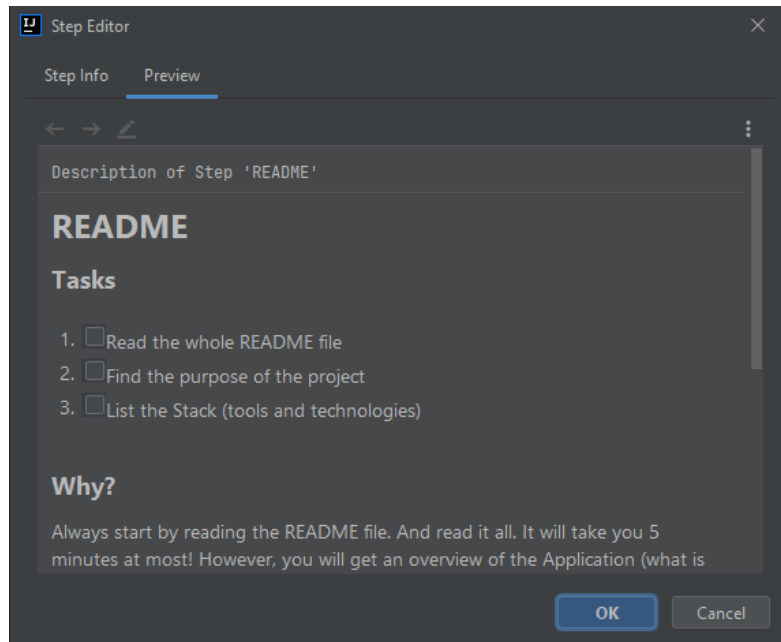 IJ
Step Editor
Step Info Preview
Description of Step 'README'
README
Tasks
1. Read the whole README file
2. Find the purpose of the project
3. List the Stack (tools and technologies)
Why?
Always start by reading the README file. And read it all. It will take you 5
minutes at most! However, you will get an overview of the Application (what is
OK Cancel